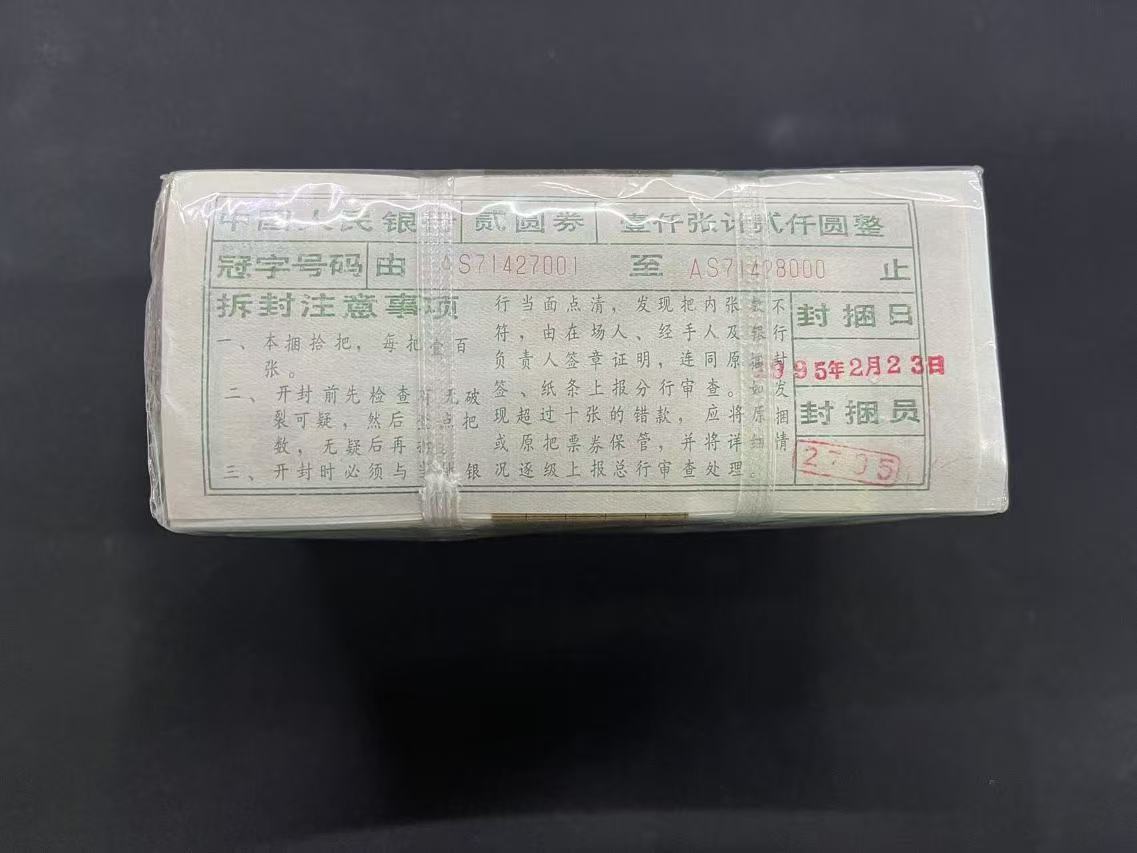 中国人民银行 贰圆券 壹仟张计贰仟圆整
冠字号码 由 AS71427001 至 AS71428000 止
拆封注意事项
一、本捆拾把，每把壹百
张。
二、开封前先检查有无破
裂可疑，然后 点把
数，无疑后再
三、开封时必须与 银
行当面点清，发现把内张款不
符，由在场人、经手人及银行
负责人签章证明，连同原捆封
签、纸条上报分行审查。如发
现超过十张的错款，应将原捆
或原把票券保管，并将详细情
况逐级上报总行审查处理。
封捆日
1995年2月23日
封捆员
2705